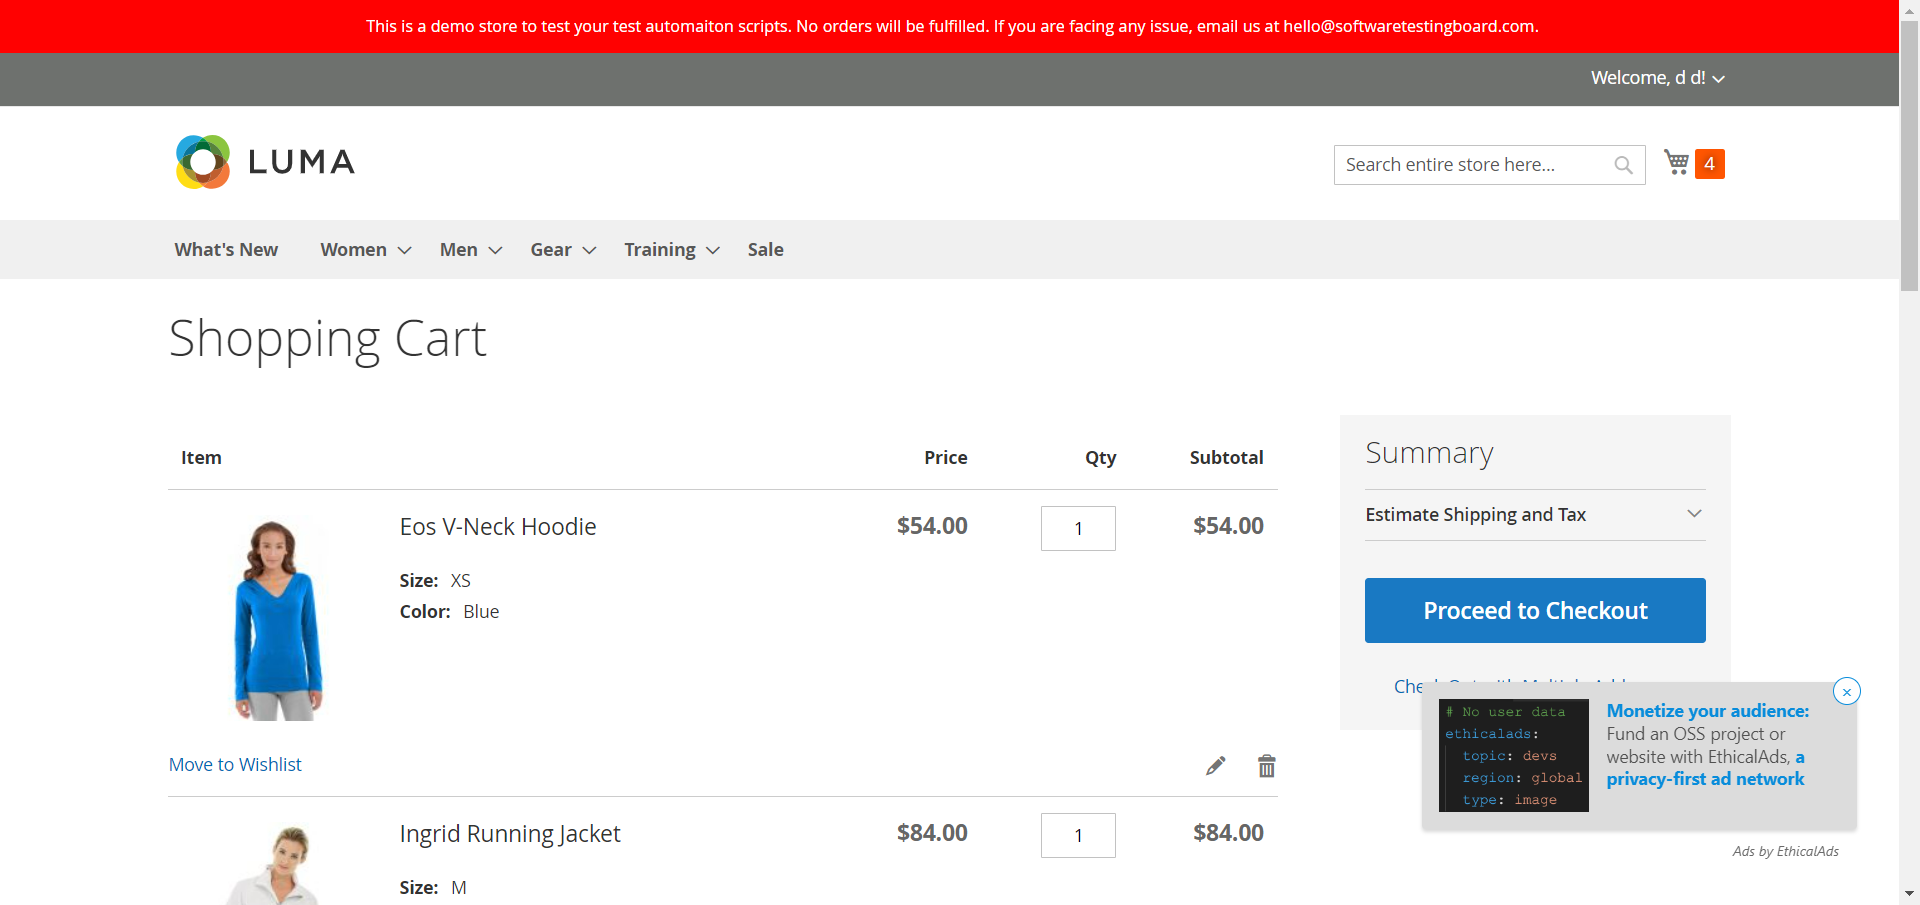 This is a demo store to test your test automaiton scripts. No orders will be fulfilled. If you are facing any issue, email us at hello@softwaretestingboard.com.
Welcome, d d!
LUMA
Search entire store here...
4
What's New Women Men Gear Training Sale
Shopping Cart
Item Price Qty Subtotal
Eos V-Neck Hoodie $54.00 1 $54.00
Size: XS
Color: Blue
Move to Wishlist
Ingrid Running Jacket $84.00 1 $84.00
Size: M
Summary
Estimate Shipping and Tax
Proceed to Checkout
# No user data
ethicalads:
topic: devs
region: global
type: image
Monetize your audience:
Fund an OSS project or
website with EthicalAds, a
privacy-first ad network
Ads by EthicalAds